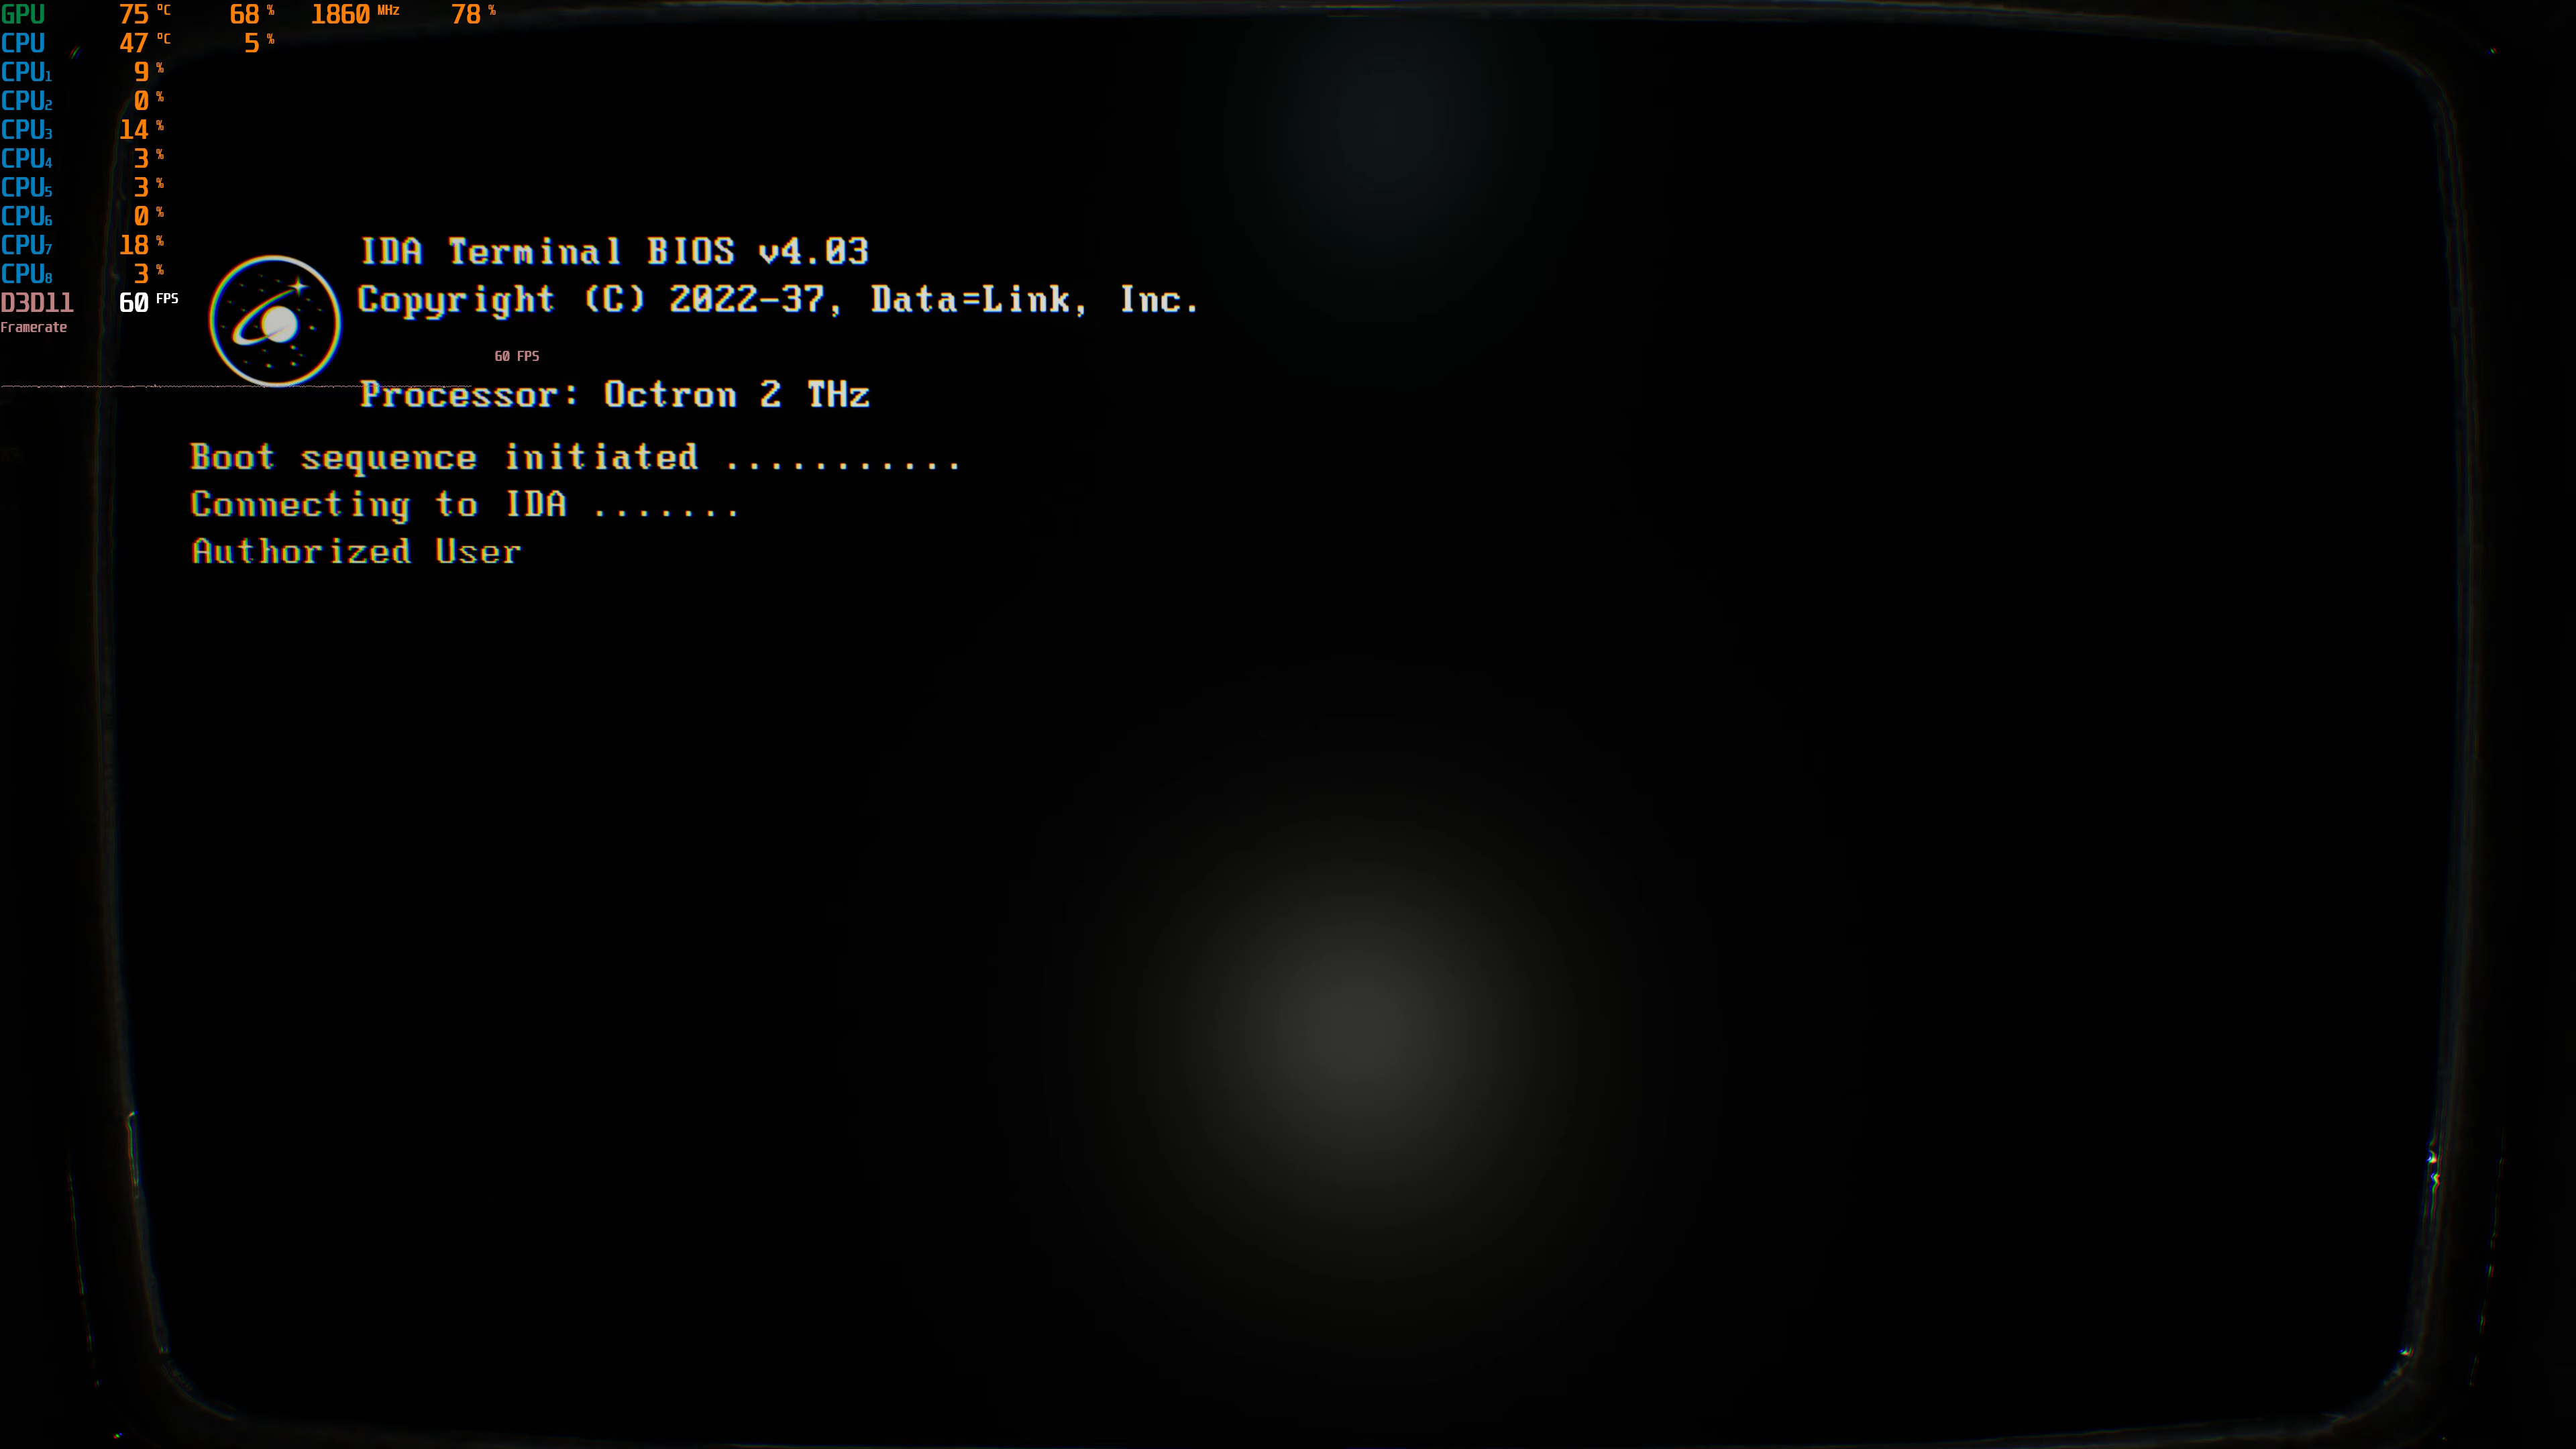 GPU 75 °C 68 % 1860 MHz 78 %
CPU 47 °C 5 %
CPU1 9 %
CPU2 0 %
CPU3 14 %
CPU4 3 %
CPU5 3 %
CPU6 0 %
CPU7 18 %
CPU8 3 %
D3D11 60 FPS
Framerate
60 FPS
IDA Terminal BIOS v4.03
Copyright (C) 2022-37, Data=Link, Inc.
Processor: Octron 2 THz
Boot sequence initiated ...........
Connecting to IDA .......
Authorized User